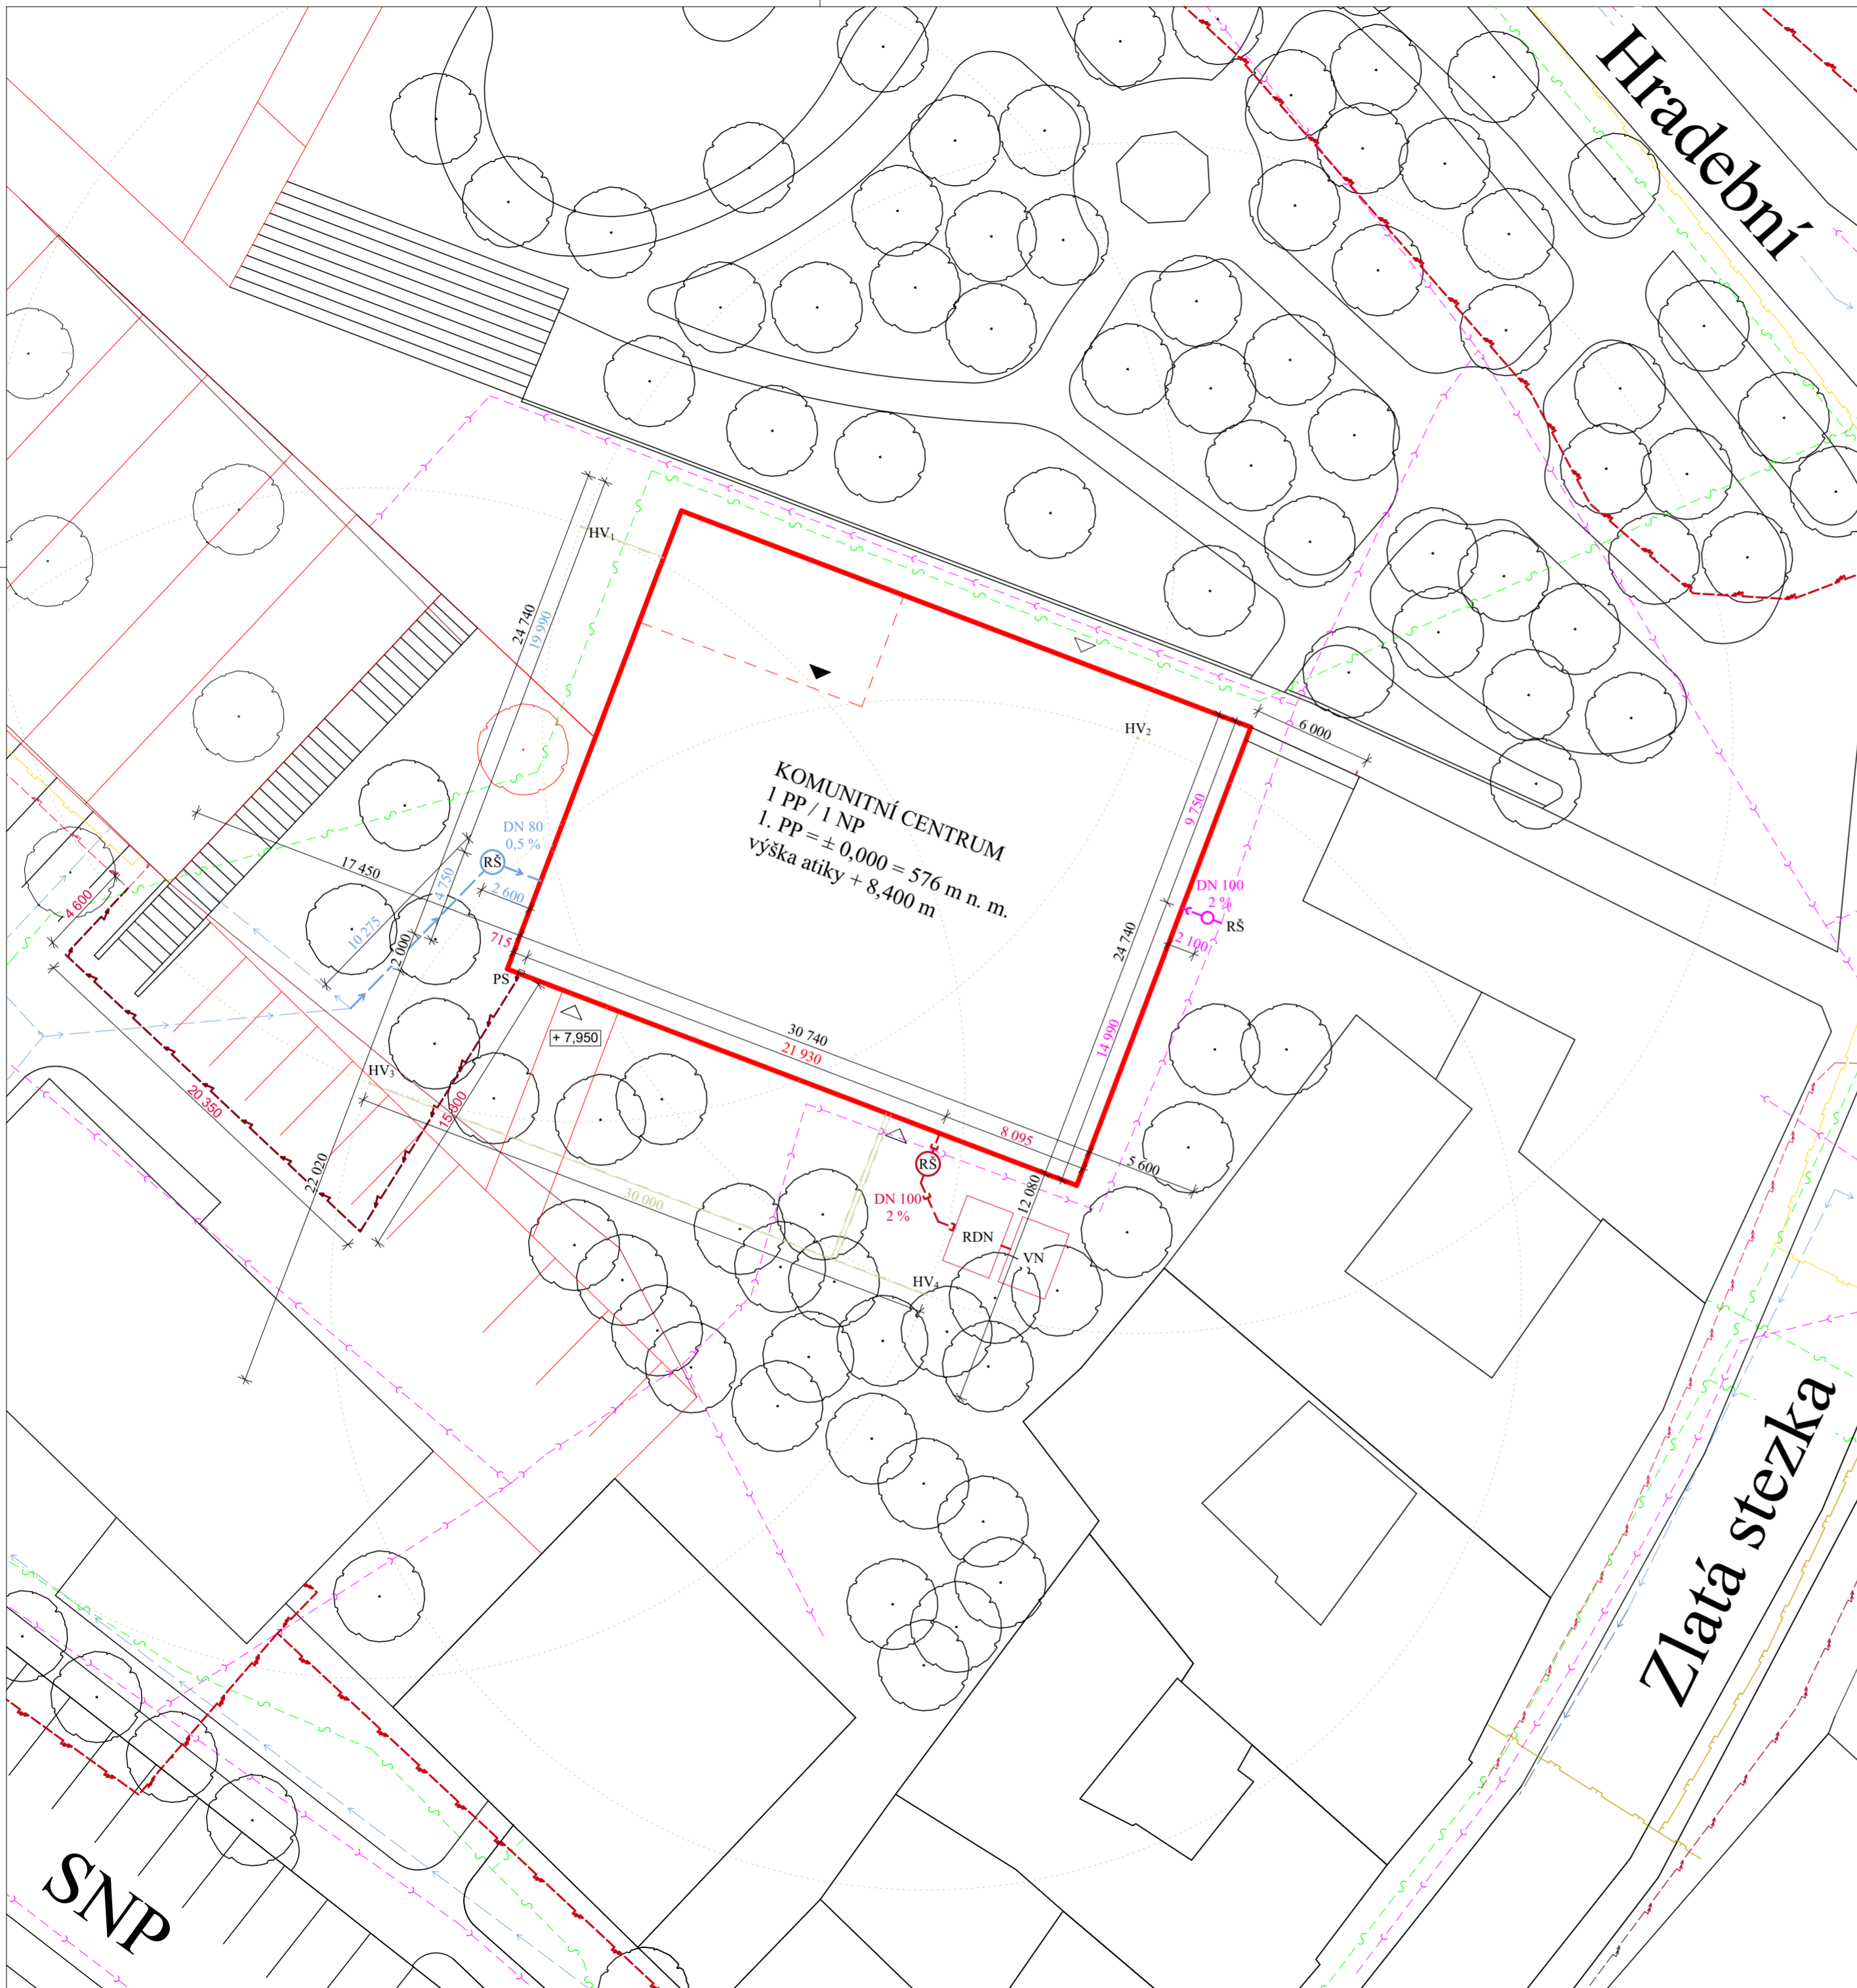 Hradební
HV1
24 740
19 990
HV2
6 000
KOMUNITNÍ CENTRUM
1 PP / 1 NP
1. PP = ± 0,000 = 576 m n. m.
výška atiky + 8,400 m
9 750
DN 80
0,5 %
RŠ
17 450
4 750
2 600
DN 100
2 %
RŠ
4 600
10 275
2 000
715
24 740
2 100
PS
+ 7,950
30 740
21 930
14 990
HV3
20 350
15 300
8 095
5 600
RŠ
22 020
30 000
DN 100
2 %
12 080
RDN
VN
HV4
Zlatá stezka
SNP